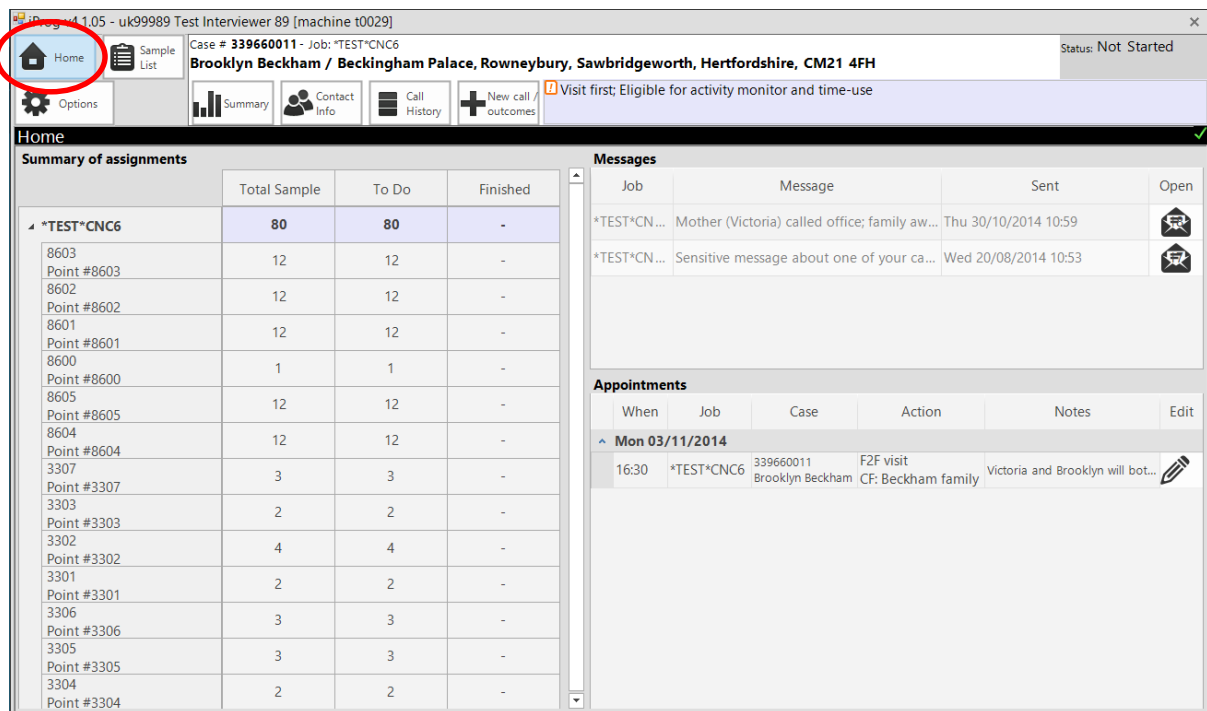 iProg v4.1.05 - uk99989 Test Interviewer 89 [machine t0029]
Home
Sample
List
Case # 339660011 - Job: *TEST*CNC6
Brooklyn Beckham / Beckingham Palace, Rowneybury, Sawbridgeworth, Hertfordshire, CM21 4FH
Status: Not Started
Options
Summary
Contact
Info
Call
History
New call /
outcomes
Visit first; Eligible for activity monitor and time-use
Home
Summary of assignments
Total Sample To Do Finished
*TEST*CNC6 80 80 -
8603
Point #8603 12 12 -
8602
Point #8602 12 12 -
8601
Point #8601 12 12 -
8600
Point #8600 1 1 -
8605
Point #8605 12 12 -
8604
Point #8604 12 12 -
3307
Point #3307 3 3 -
3303
Point #3303 2 2 -
3302
Point #3302 4 4 -
3301
Point #3301 2 2 -
3306
Point #3306 3 3 -
3305
Point #3305 3 3 -
3304
Point #3304 2 2 -
Messages
Job Message Sent Open
*TEST*CN... Mother (Victoria) called office; family aw... Thu 30/10/2014 10:59
*TEST*CN... Sensitive message about one of your ca... Wed 20/08/2014 10:53
Appointments
When Job Case Action Notes Edit
Mon 03/11/2014
16:30 *TEST*CNC6 339660011 F2F visit Victoria and Brooklyn will bot...
Brooklyn Beckham CF: Beckham family